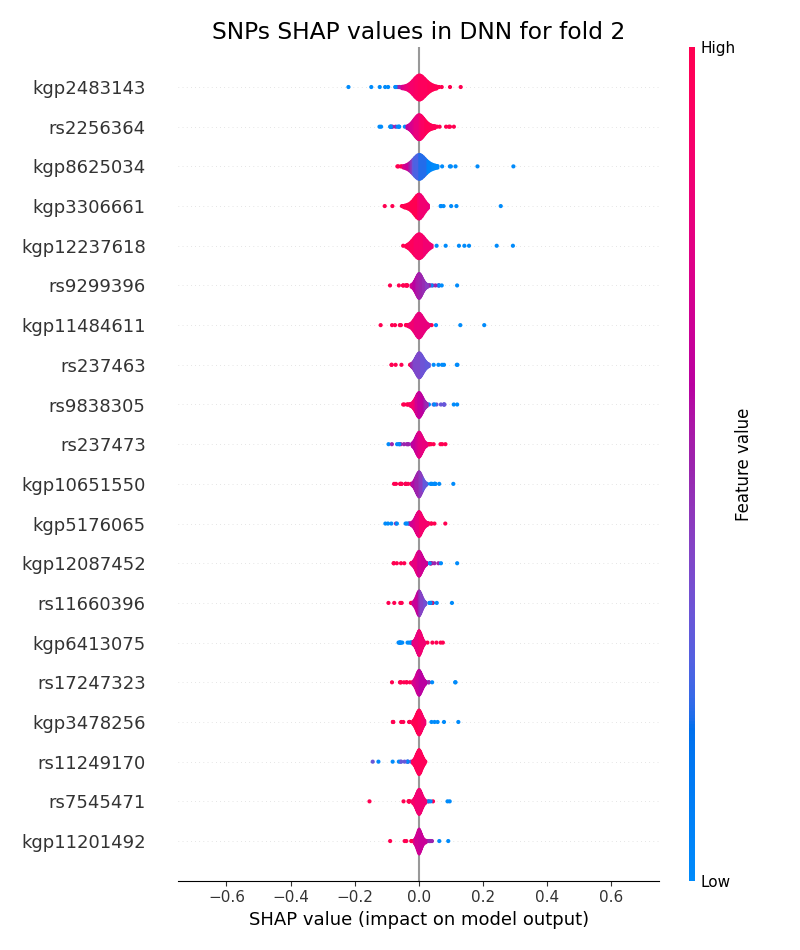 SNPs SHAP values in DNN for fold 2
High
kgp2483143
rs2256364
kgp8625034
kgp3306661
kgp12237618
rs9299396
kgp11484611
rs237463
rs9838305
rs237473
kgp10651550
kgp5176065
kgp12087452
rs11660396
kgp6413075
rs17247323
kgp3478256
rs11249170
rs7545471
kgp11201492
Feature value
Low
−0.6 −0.4 −0.2 0.0 0.2 0.4 0.6
SHAP value (impact on model output)